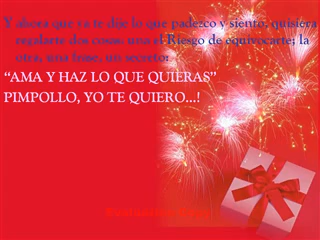 Y ahora que ya te dije lo que padezco y siento, quisiera
regalarte dos cosas: una el Riesgo de equivocarte; la
otra, una frase, un secreto:
“AMA Y HAZ LO QUE QUIERAS”
PIMPOLLO, YO TE QUIERO...!